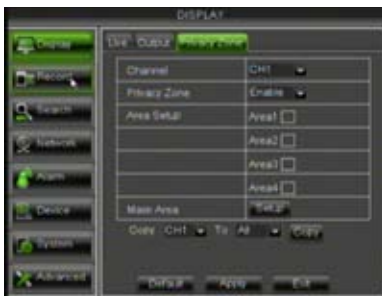 DISPLAY
Display
Live Output Privacy Zone
Record
Channel CH1
Privacy Zone Enable
Search
Area Setup Area1
Network
Area2
Area3
Alarm
Area4
Device
Mask Area Setup
System
Copy CH1 To All Copy
Advanced
Default Apply Exit